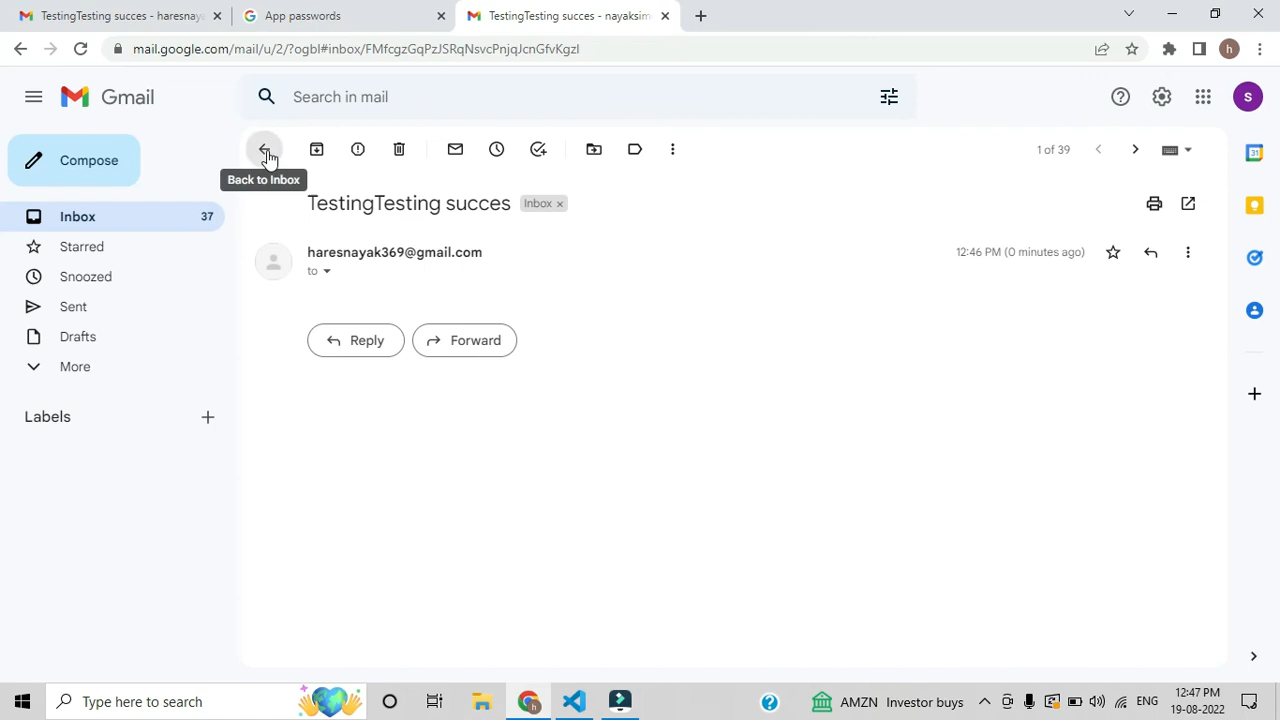 TestingTesting succes - haresnay
App passwords
TestingTesting succes - nayaksim
mail.google.com/mail/u/2/?ogbl#inbox/FMfcgzGqPzJSRqNsvcPnjqJcnGfvKgzl
h
Gmail
Search in mail
S
Compose
1 of 39
Back to Inbox
TestingTesting succes
Inbox ×
Inbox
37
Starred
haresnayak369@gmail.com
12:46 PM (0 minutes ago)
to
Snoozed
Sent
Drafts
Reply
Forward
More
Labels
31
Type here to search
h
AMZN
Investor buys
ENG
12:47 PM
19-08-2022